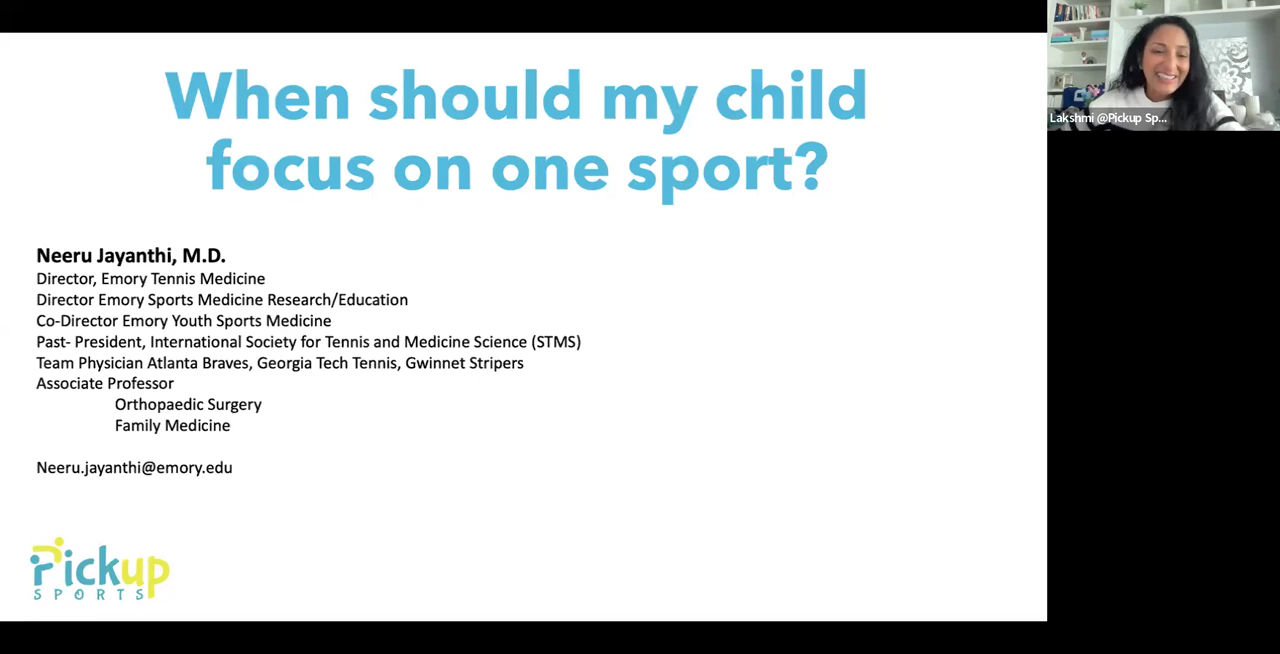 When should my child
focus on one sport?
Neeru Jayanthi, M.D.
Director, Emory Tennis Medicine
Director Emory Sports Medicine Research/Education
Co-Director Emory Youth Sports Medicine
Past- President, International Society for Tennis and Medicine Science (STMS)
Team Physician Atlanta Braves, Georgia Tech Tennis, Gwinnet Stripers
Associate Professor
Orthopaedic Surgery
Family Medicine
Neeru.jayanthi@emory.edu
Pickup
SPORTS
Lakshmi @Pickup Sp...